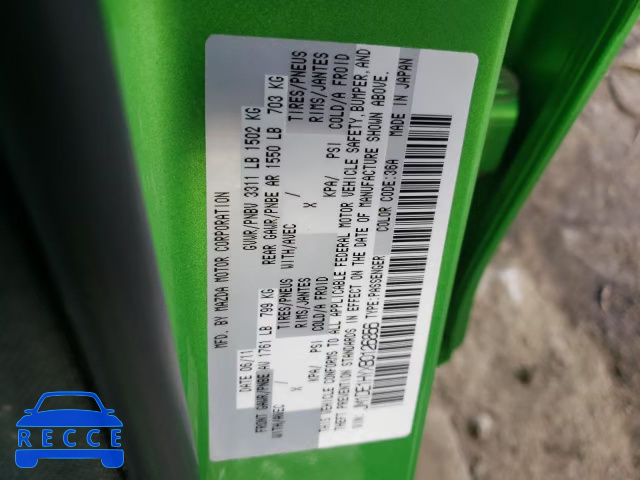 MFD. BY MAZDA MOTOR CORPORATION
DATE 06/11 GVWR/PNBV 3311 LB 1502 KG
FRONT GAWR/PNBE AV 1761 LB 799 KG REAR GAWR/PNBE AR 1550 LB 703 KG
WITH/AVEC TIRES/PNEUS WITH/AVEC TIRES/PNEUS
X RIMS/JANTES X RIMS/JANTES
KPA/ PSI COLD/A FROID KPA/ PSI COLD/A FROID
THIS VEHICLE CONFORMS TO ALL APPLICABLE FEDERAL MOTOR VEHICLE SAFETY, BUMPER, AND
THEFT PREVENTION STANDARDS IN EFFECT ON THE DATE OF MANUFACTURE SHOWN ABOVE.
VIN: TYPE:PASSENGER COLOR CODE:36A MADE IN JAPAN
RECCE